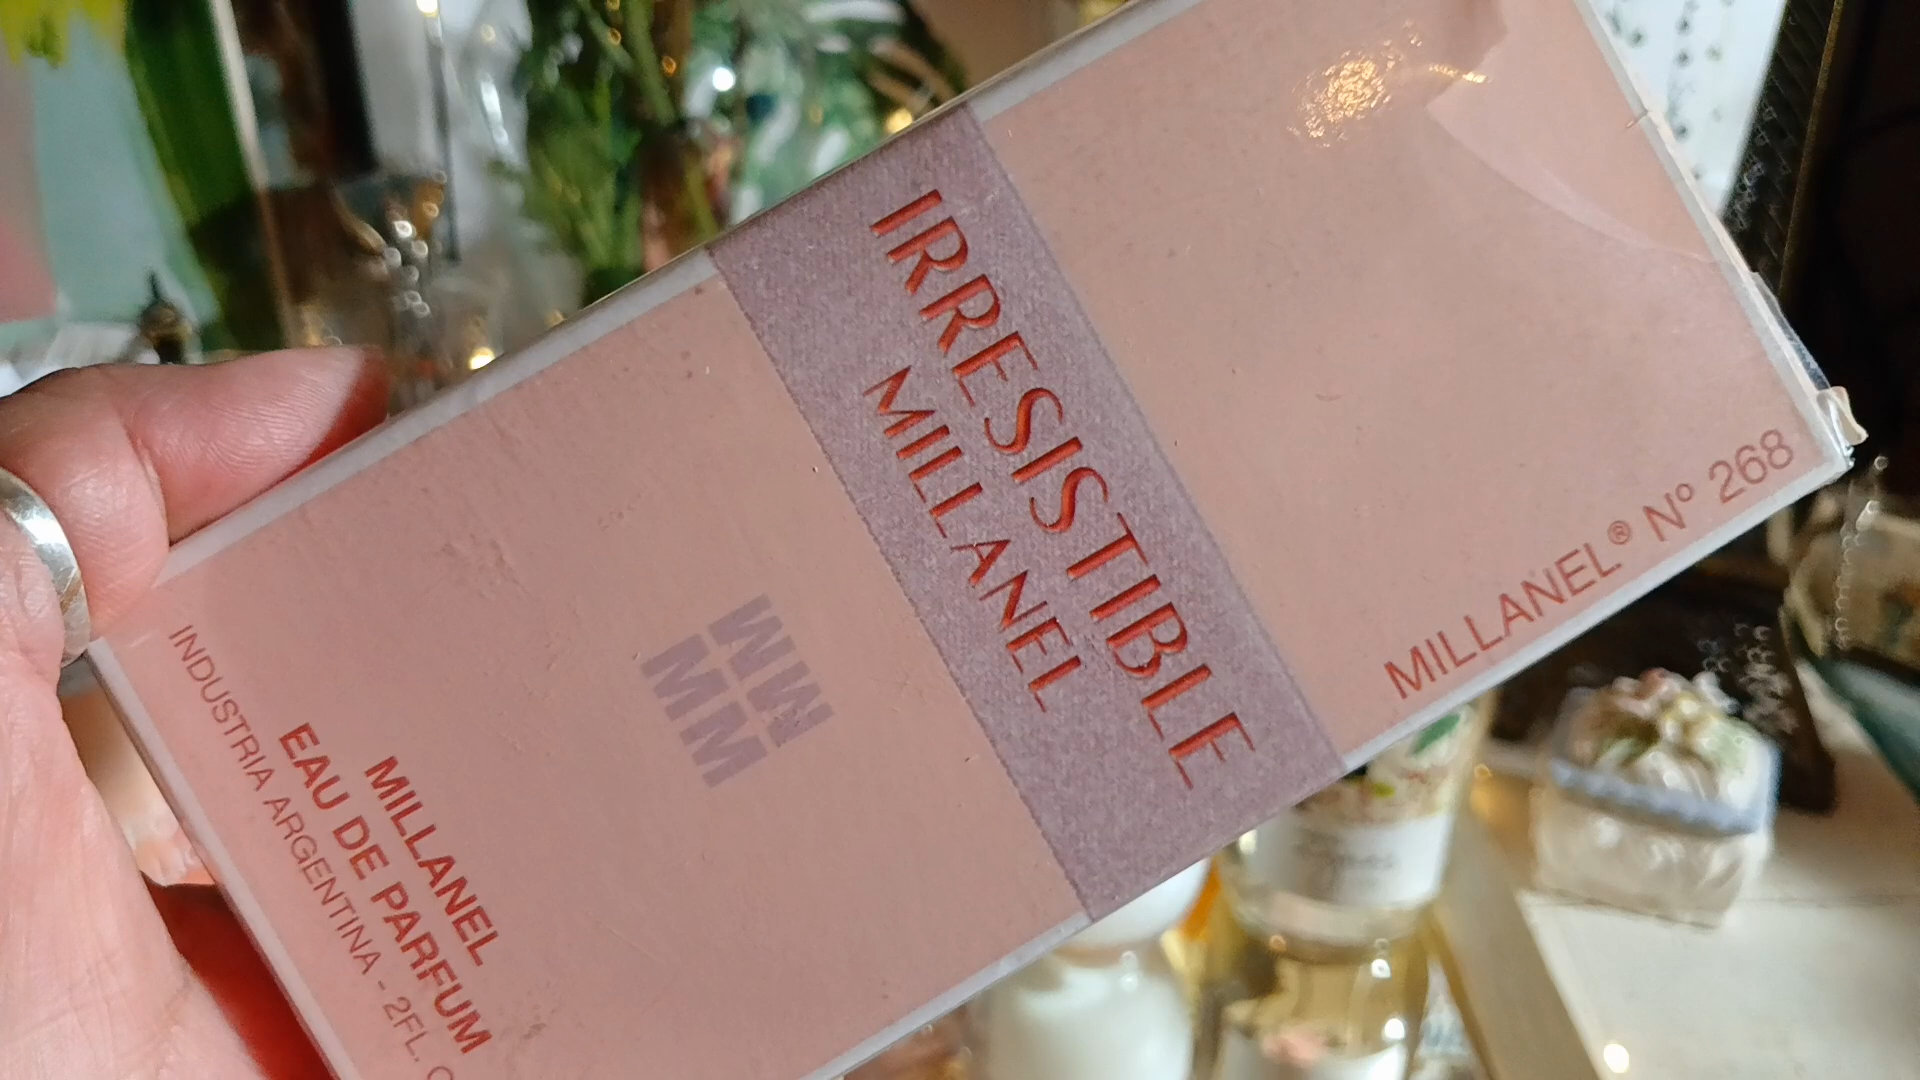 IRRESISTIBLE
MILLANEL
MILLANEL® Nº 268
MM
MM
MILLANEL
EAU DE PARFUM
INDUSTRIA ARGENTINA - 2FL.